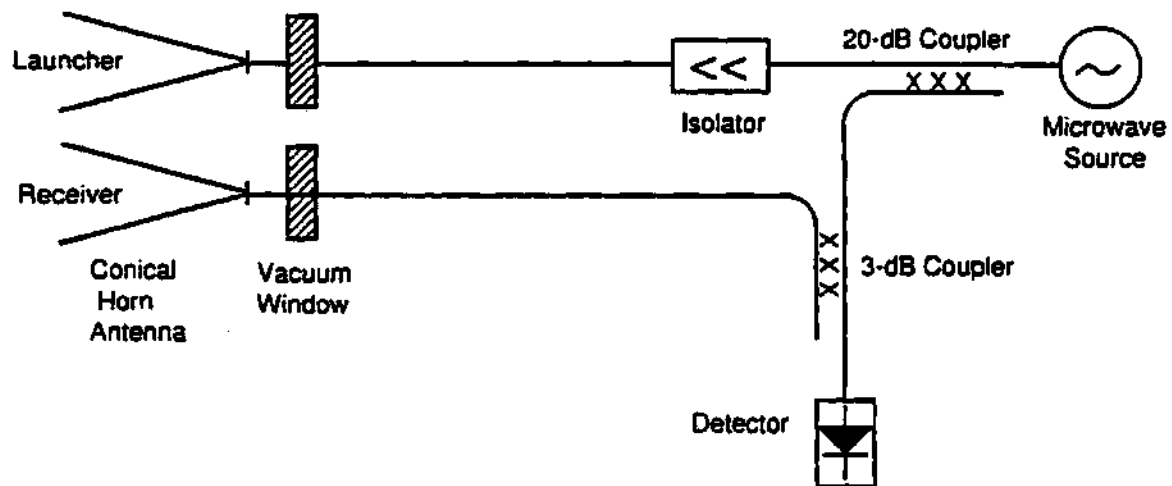 20-dB Coupler
Launcher
<<
Isolator
Microwave
Source
Receiver
3-dB Coupler
Conical
Horn
Antenna
Vacuum
Window
Detector